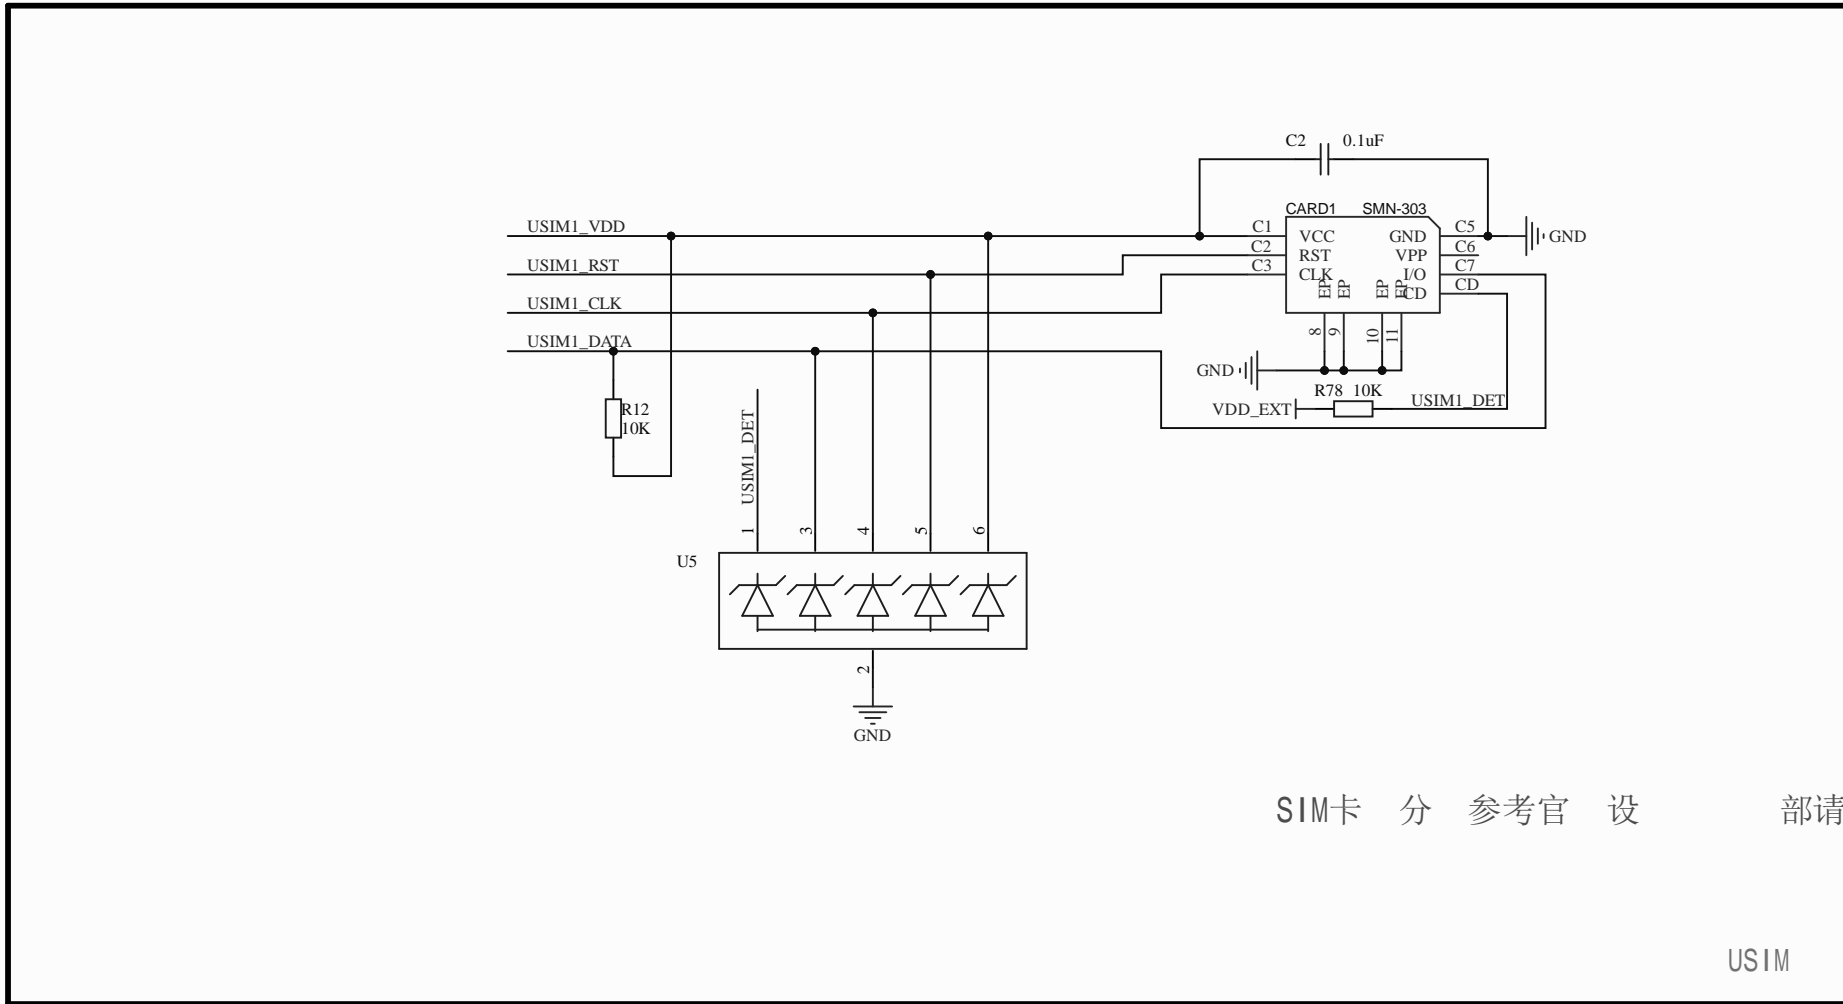 C2 0.1uF
CARD1 SMN-303
USIM1_VDD
C1 VCC GND C5
GND
C2 RST VPP C6
USIM1_RST
C3 CLK I/O C7
EP EP EP EP CD CD
USIM1_CLK
8 9 10 11
USIM1_DATA
GND
R78 10K
VDD_EXT USIM1_DET
R12
10K
USIM1_DET
1 3 4 5 6
U5
2
GND
SIM卡 分 参考官 设 部请
USIM